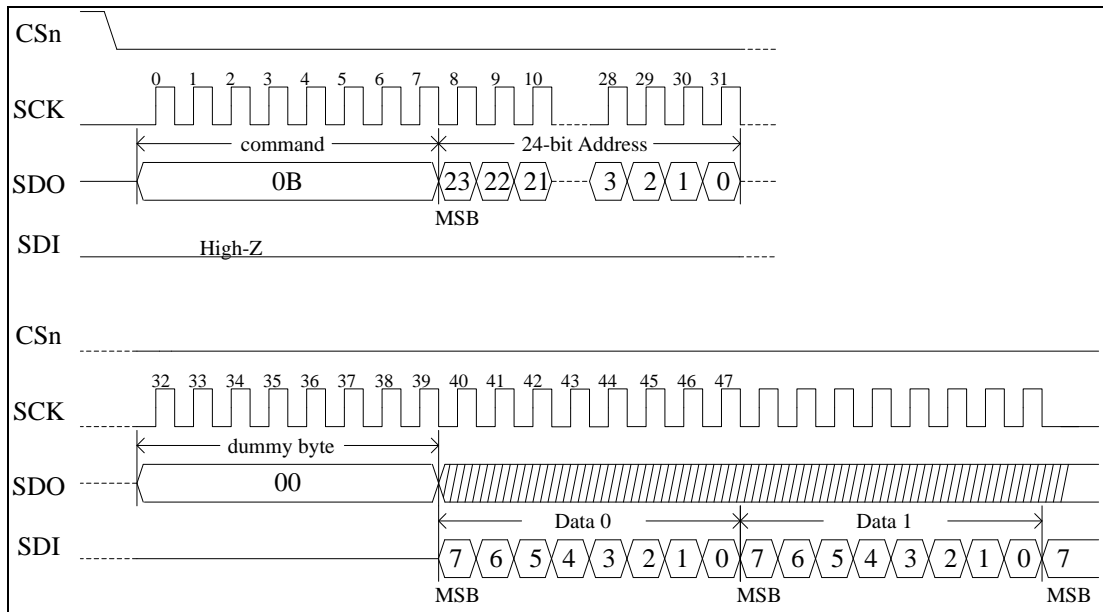 CSn
0 1 2 3 4 5 6 7 8 9 10 28 29 30 31
SCK
command 24-bit Address
SDO 0B 23 22 21 3 2 1 0
MSB
SDI High-Z
CSn
32 33 34 35 36 37 38 39 40 41 42 43 44 45 46 47
SCK
dummy byte
SDO 00
Data 0 Data 1
SDI 7 6 5 4 3 2 1 0 7 6 5 4 3 2 1 0 7
MSB MSB MSB